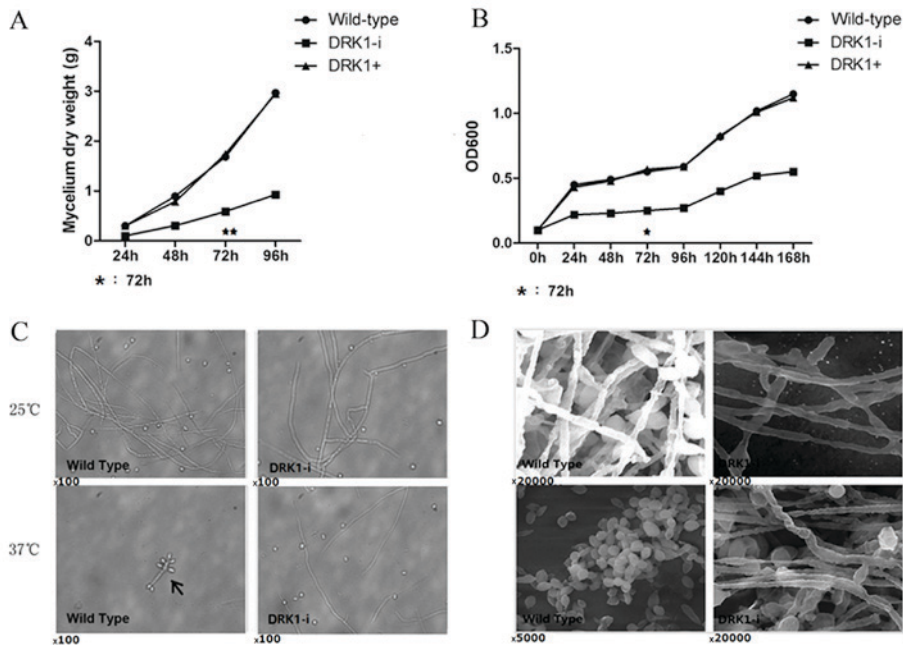 A
Wild-type
DRK1-i
DRK1+
Mycelium dry weight (g)
4
3
2
1
0
24h 48h 72h 96h
**
* : 72h
B
Wild-type
DRK1-i
DRK1+
OD600
1.5
1.0
0.5
0.0
0h 24h 48h 72h 96h 120h 144h 168h
*
* : 72h
C
25℃
Wild Type
x100
DRK1-i
x100
37℃
Wild Type
x100
DRK1-i
x100
D
Wild Type
x20000
DRK1-i
x20000
Wild Type
x5000
DRK1-i
x20000